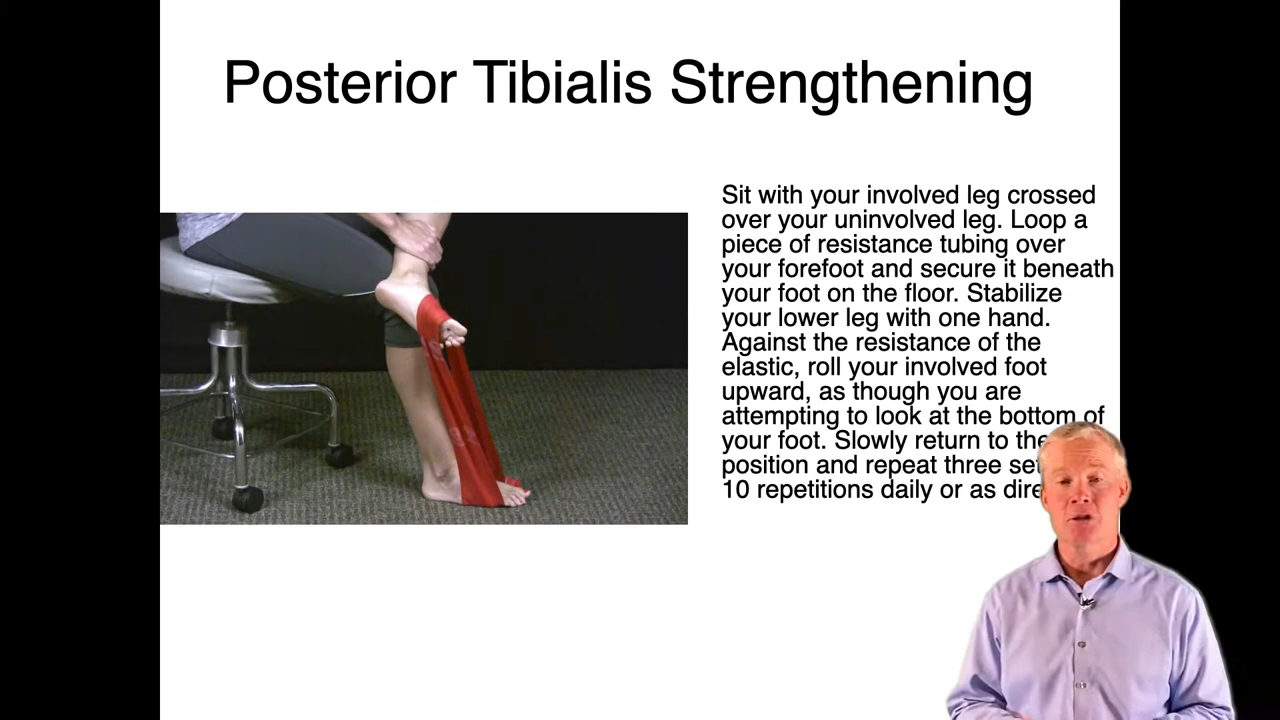 Posterior Tibialis Strengthening
Sit with your involved leg crossed
over your uninvolved leg. Loop a
piece of resistance tubing over
your forefoot and secure it beneath
your foot on the floor. Stabilize
your lower leg with one hand.
Against the resistance of the
elastic, roll your involved foot
upward, as though you are
attempting to look at the bottom of
your foot. Slowly return to the
position and repeat three
10 repetitions daily or as